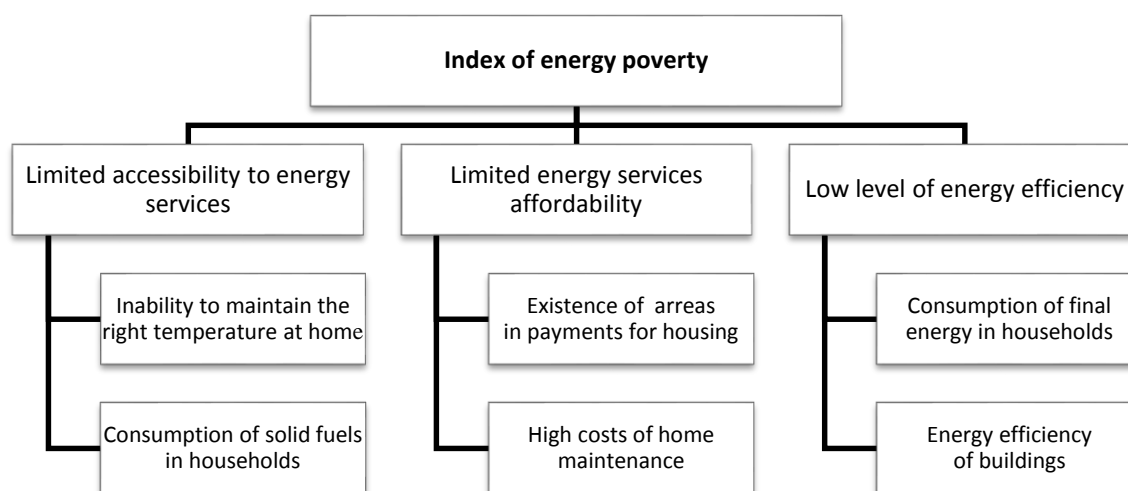 Index of energy poverty
Limited accessibility to energy
services
Limited energy services
affordability
Low level of energy efficiency
Inability to maintain the
right temperature at home
Existence of arreas
in payments for housing
Consumption of final
energy in households
Consumption of solid fuels
in households
High costs of home
maintenance
Energy efficiency
of buildings